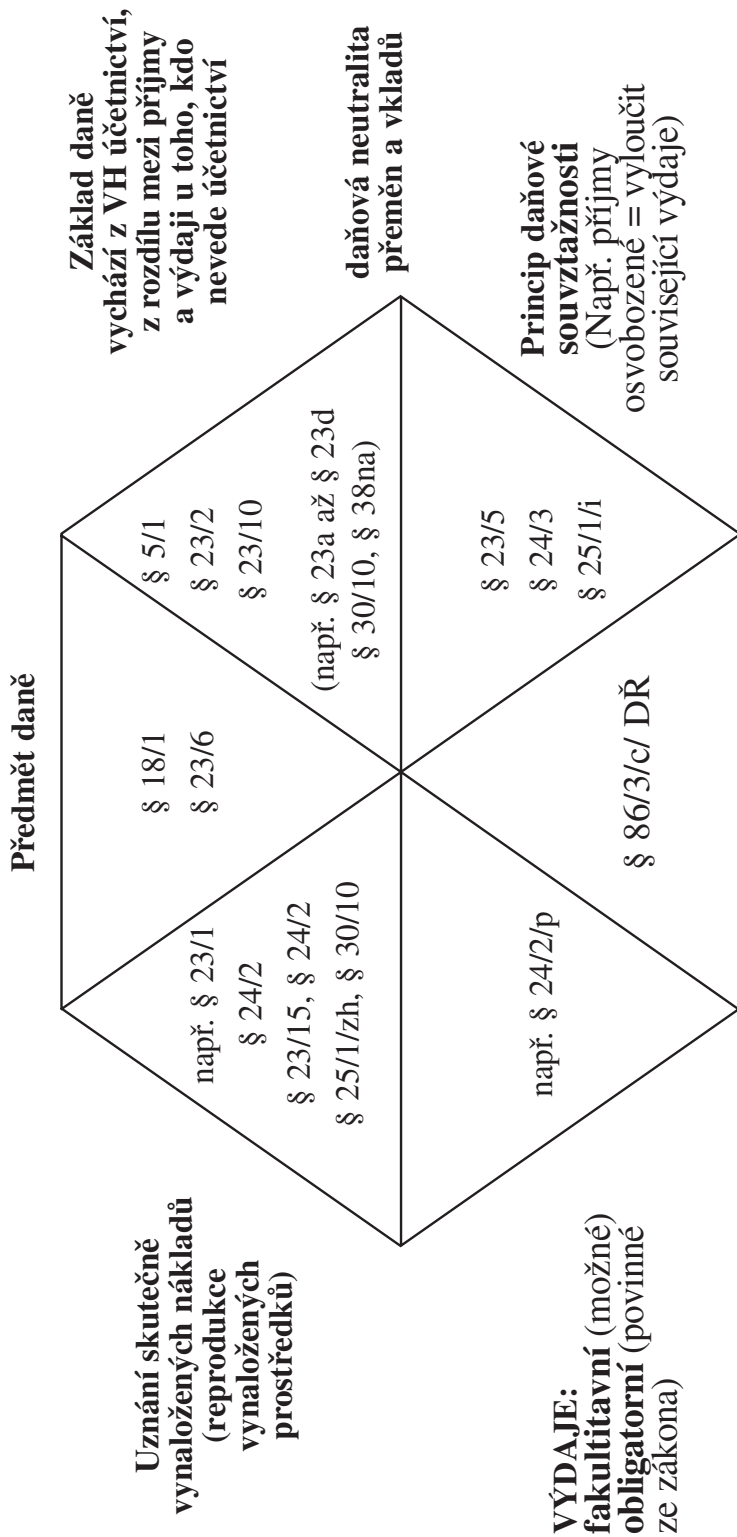 Předmět daně
Uznání skutečně
vynaložených nákladů
(reprodukce
vynaložených
prostředků)
např. § 23/1
§ 24/2
§ 23/15, § 24/2
§ 25/1/zh, § 30/10
§ 18/1
§ 23/6
§ 5/1
§ 23/2
§ 23/10
(např. § 23a až § 23d
§ 30/10, § 38na)
Základ daně
vychází z VH účetnictví,
z rozdílu mezi příjmy
a výdaji u toho, kdo
nevede účetnictví
daňová neutralita
přeměn a vkladů
VÝDAJE:
fakultitavní (možné)
obligatorní (povinné
ze zákona)
např. § 24/2/p
§ 86/3/c/ DŘ
§ 23/5
§ 24/3
§ 25/1/i
Princip daňové
souvztažnosti
(Např. příjmy
osvobozené = vyloučit
související výdaje)